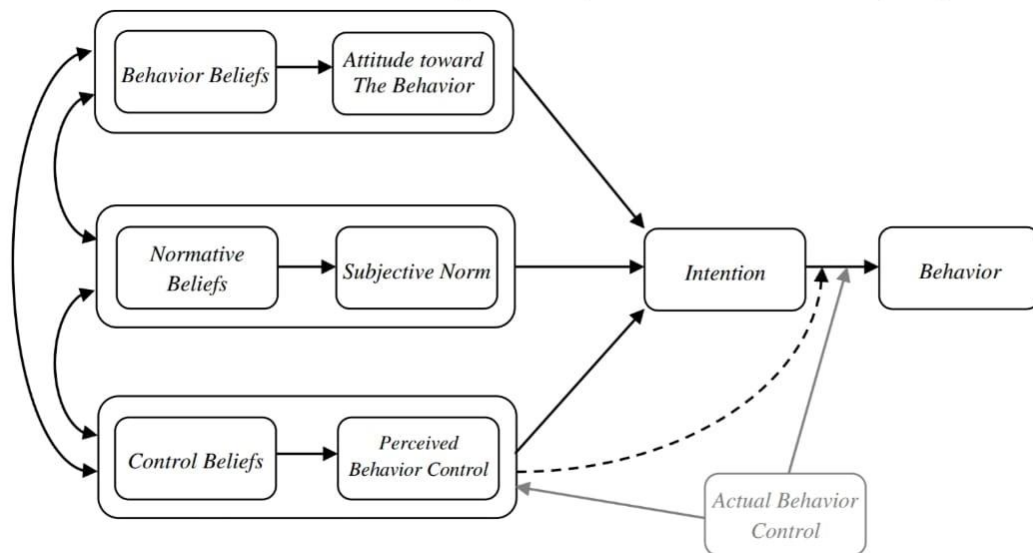 Behavior Beliefs
Attitude toward
The Behavior
Normative
Beliefs
Subjective Norm
Intention
Behavior
Control Beliefs
Perceived
Behavior Control
Actual Behavior
Control